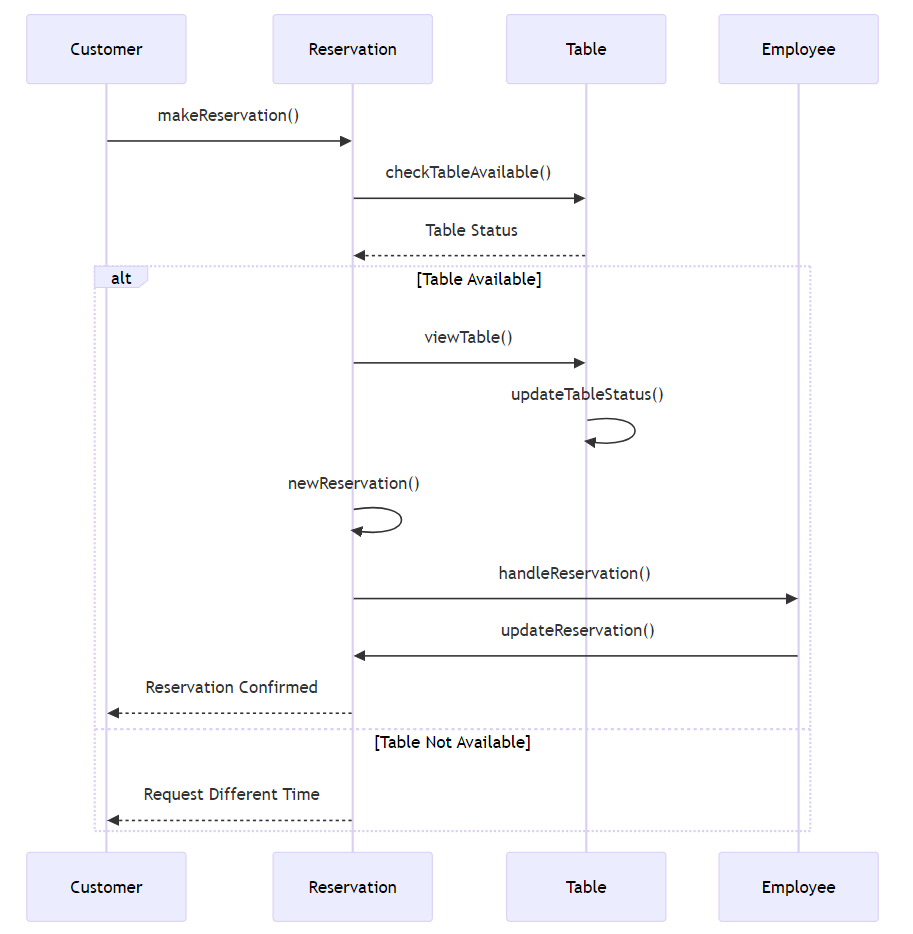 Customer
Reservation
Table
Employee
makeReservation()
checkTableAvailable()
Table Status
alt
[Table Available]
viewTable()
updateTableStatus()
newReservation()
handleReservation()
updateReservation()
Reservation Confirmed
[Table Not Available]
Request Different Time
Customer
Reservation
Table
Employee